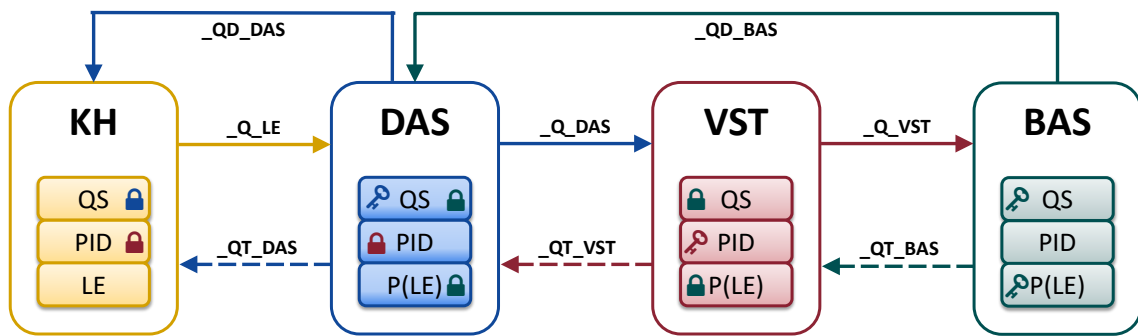 _QD_DAS
_QD_BAS
KH
_Q_LE
DAS
_Q_DAS
VST
_Q_VST
BAS
QS
QS
QS
QS
PID
PID
PID
PID
_QT_DAS
_QT_VST
_QT_BAS
LE
P(LE)
P(LE)
P(LE)